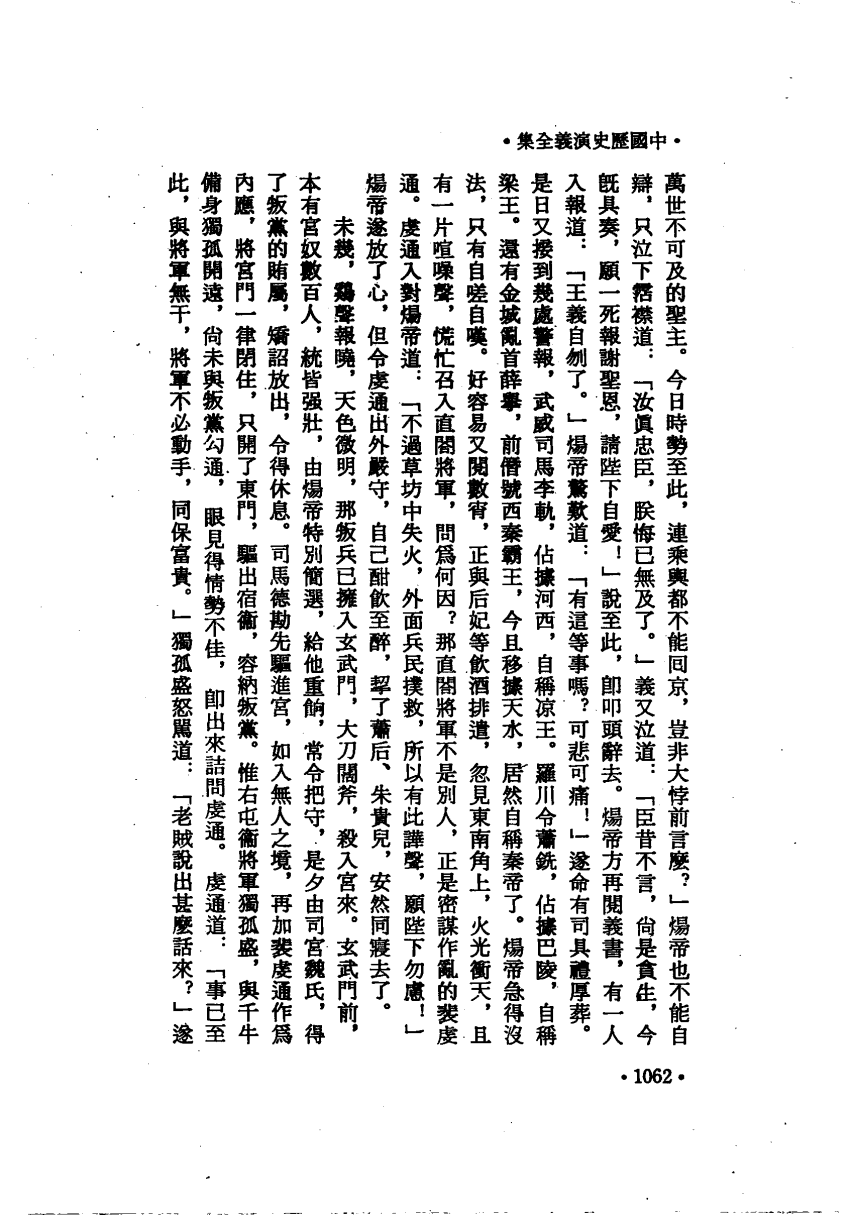 •中國歷史演義全集•
萬世不可及的聖主。今日時勢至此，連乘輿都不能囘京，豈非大悖前言麼？」煬帝也不能自
辯，只泣下霑襟道：「汝眞忠臣，朕悔已無及了。」義又泣道：「臣昔不言，尙是貪生，今
旣具奏，願一死報謝聖恩，請陛下自愛！」說至此，卽叩頭辭去。煬帝方再閱義書，有一人
入報道：「王義自刎了。」煬帝驚歎道：「有這等事嗎？可悲可痛！」遂命有司具禮厚葬。
是日又接到幾處警報，武威司馬李軌，佔據河西，自稱凉王。羅川令蕭銑，佔據巴陵，自稱
梁王。還有金城亂首薛舉，前僭號西秦霸王，今且移據天水，居然自稱秦帝了。煬帝急得沒
法，只有自嗟自嘆。好容易又閱數宵，正與后妃等飲酒排遣，忽見東南角上，火光衝天，且
有一片喧噪聲，慌忙召入直閣將軍，問爲何因？那直閣將軍不是別人，正是密謀作亂的裴虔
通。虔通入對煬帝道：「不過草坊中失火，外面兵民撲救，所以有此譁聲，願陛下勿慮！」
煬帝遂放了心，但令虔通出外嚴守，自己酣飲至醉，挈了蕭后、朱貴兒，安然同寢去了。
未幾，鷄聲報曉，天色微明，那叛兵已擁入玄武門，大刀闊斧，殺入宮來。玄武門前，
本有宮奴數百人，統皆强壯，由煬帝特別簡選，給他重餉，常令把守，是夕由司宮魏氏，得
了叛黨的賄屬，矯詔放出，令得休息。司馬德勘先驅進宮，如入無人之境，再加裴虔通作爲
內應，將宮門一律閉住，只開了東門，驅出宿衞，容納叛黨。惟右屯衞將軍獨孤盛，與千牛
備身獨孤開遠，尙未與叛黨勾通，眼見得情勢不佳，卽出來詰問虔通。虔通道：「事已至
此，與將軍無干，將軍不必動手，同保富貴。」獨孤盛怒駡道：「老賊說出甚麼話來？」遂
•1062•